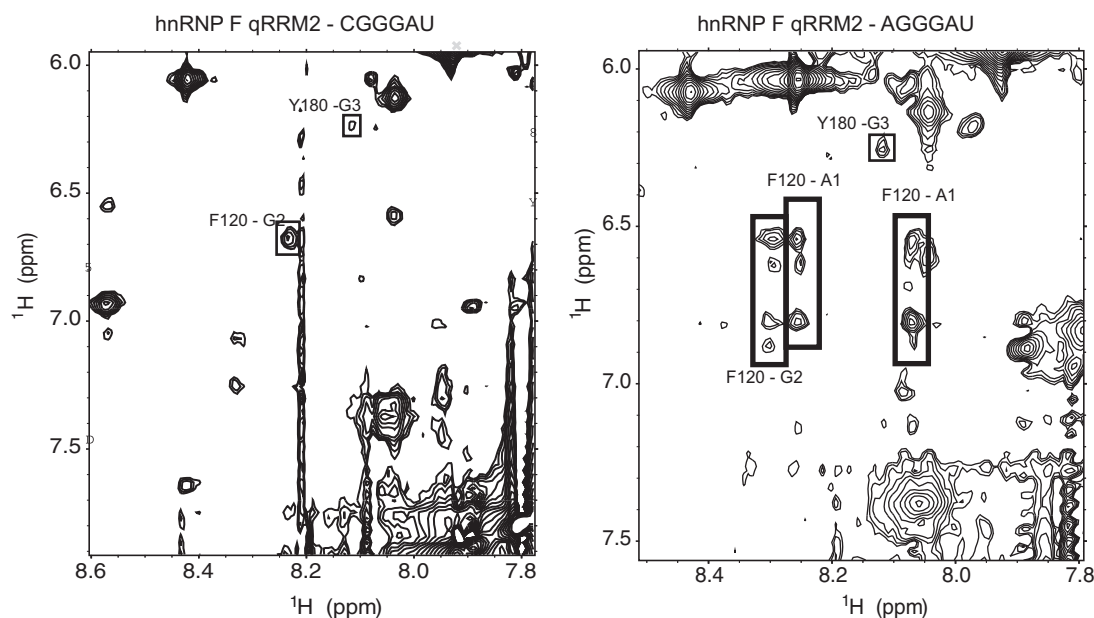 hnRNP F qRRM2 - CGGGAU
6.0
Y180 -G3
6.5
F120 - G2
7.0
7.5
¹H (ppm)
8.6
8.4
8.2
8.0
7.8
¹H (ppm)
hnRNP F qRRM2 - AGGGAU
6.0
Y180 -G3
F120 - A1
F120 - A1
6.5
F120 - G2
7.0
7.5
¹H (ppm)
8.4
8.2
8.0
7.8
¹H (ppm)